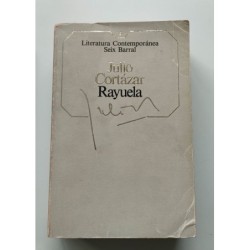 Literatura Contemporánea
Seix Barral
Julio
Cortázar
Rayuela